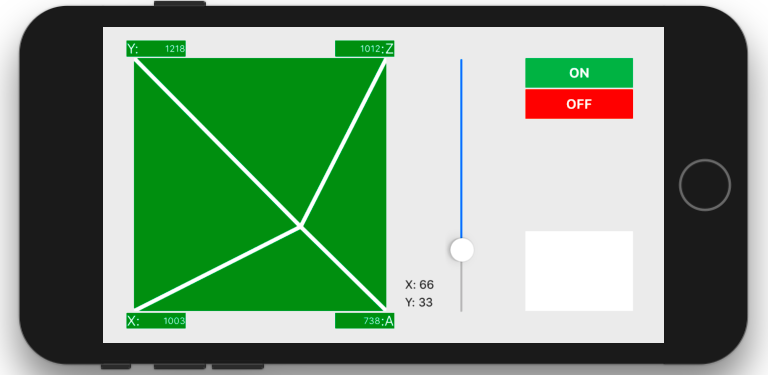 Y: 1218
1012 :Z
ON
OFF
X: 66
Y: 33
X: 1003
738 :A